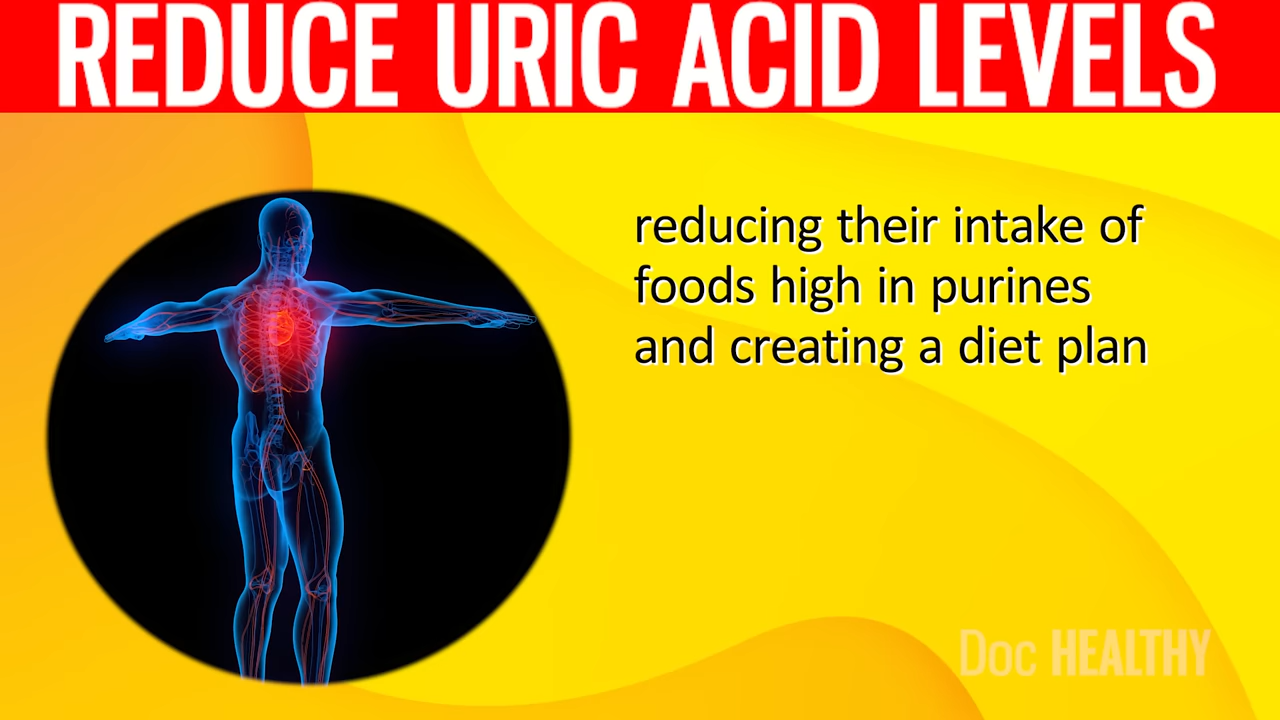 REDUCE URIC ACID LEVELS
reducing their intake of
foods high in purines
and creating a diet plan
Doc HEALTHY